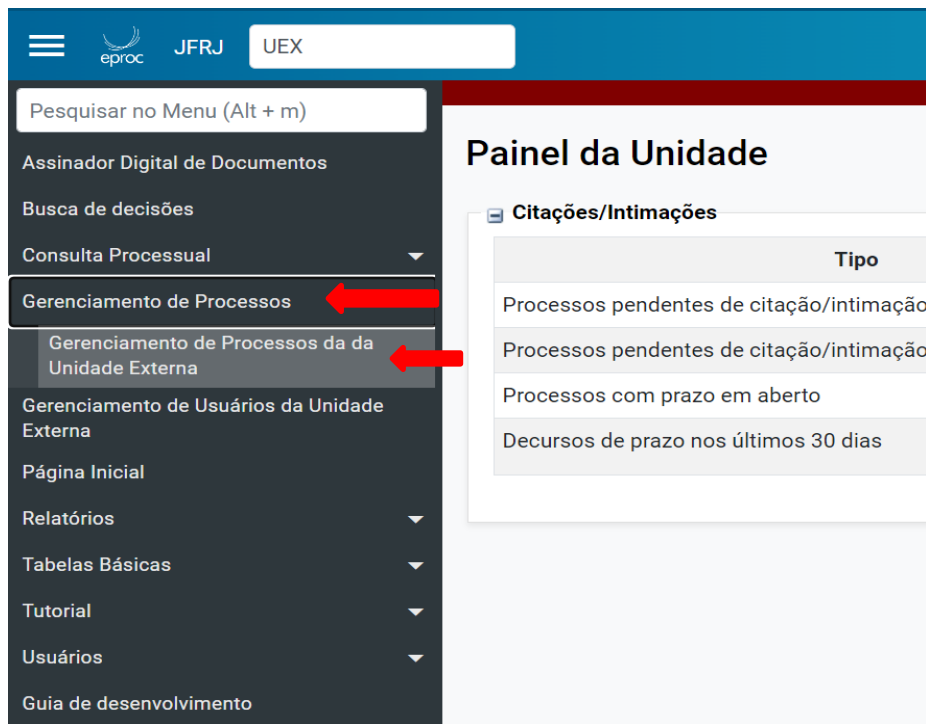 eproc
JFRJ
UEX
Pesquisar no Menu (Alt + m)
Assinador Digital de Documentos
Busca de decisões
Consulta Processual
Gerenciamento de Processos
Gerenciamento de Processos da da
Unidade Externa
Gerenciamento de Usuários da Unidade
Externa
Página Inicial
Relatórios
Tabelas Básicas
Tutorial
Usuários
Guia de desenvolvimento
Painel da Unidade
Citações/Intimações
Tipo
Processos pendentes de citação/intimação
Processos pendentes de citação/intimação
Processos com prazo em aberto
Decursos de prazo nos últimos 30 dias